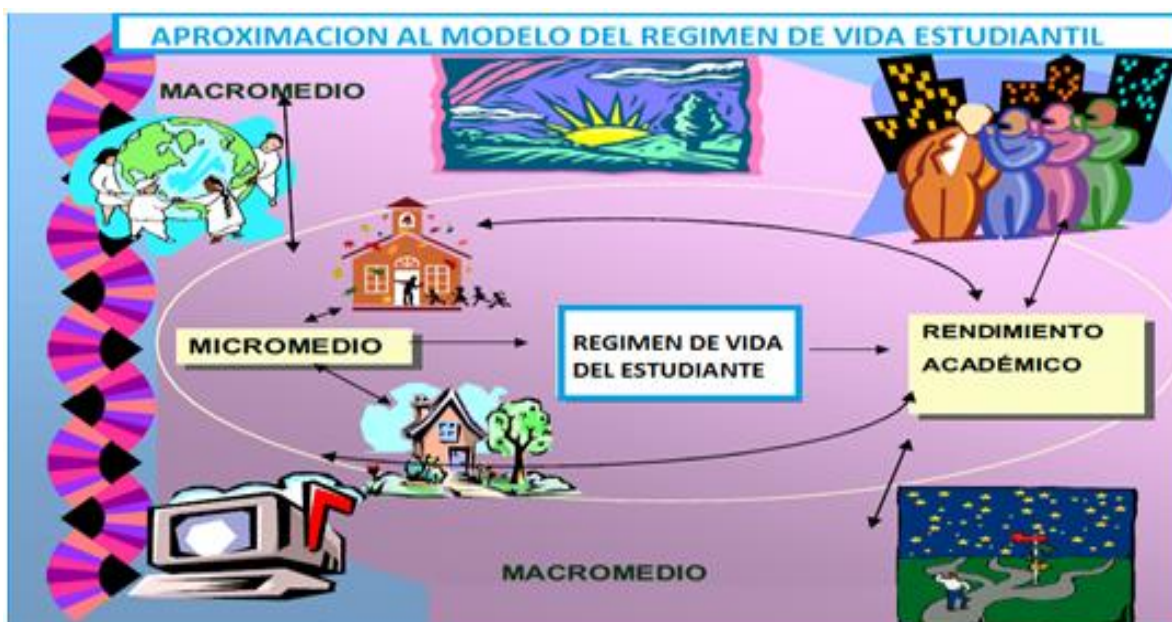 APROXIMACION AL MODELO DEL REGIMEN DE VIDA ESTUDIANTIL
MACROMEDIO
MICROMEDIO
REGIMEN DE VIDA
DEL ESTUDIANTE
RENDIMIENTO
ACADÉMICO
MACROMEDIO